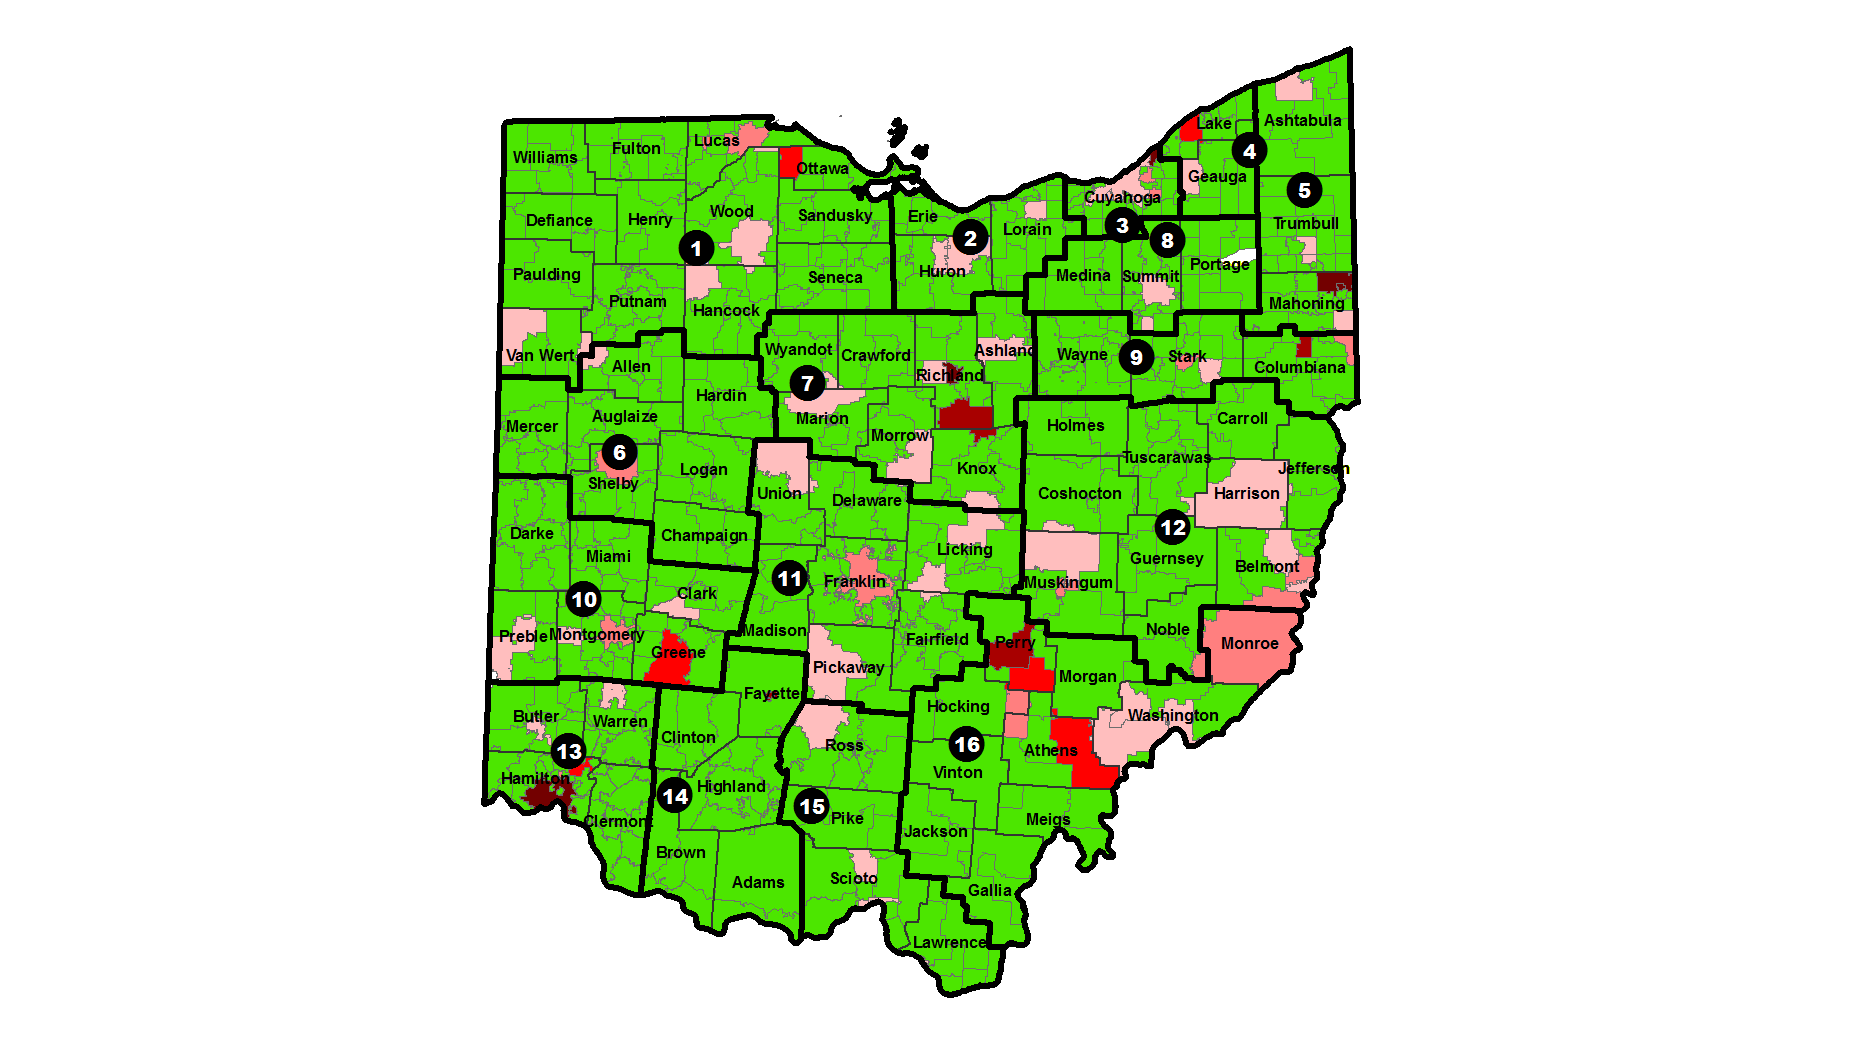 Lake
Ashtabula
Lucas
Fulton
Williams
4
Ottawa
Geauga
5
Cuyahoga
Wood
Sandusky
Erie
Defiance
Henry
Lorain
3
Trumbull
1
2
8
Huron
Portage
Paulding
Seneca
Medina
Summit
Putnam
Hancock
Mahoning
Wyandot
Crawford
Ashland
Wayne
9
Stark
Van Wert
Allen
Richland
Columbiana
7
Hardin
Auglaize
Marion
Carroll
Mercer
Holmes
Morrow
6
Tuscarawas
Logan
Knox
Jefferson
Shelby
Union
Delaware
Coshocton
Harrison
Darke
Champaign
12
Miami
Licking
Guernsey
11
Franklin
Belmont
Muskingum
10
Clark
Preble
Montgomery
Madison
Noble
Fairfield
Perry
Monroe
Greene
Pickaway
Morgan
Fayette
Hocking
Butler
Warren
Washington
Clinton
Ross
16
Athens
13
Hamilton
Vinton
Highland
14
15
Pike
Clermont
Jackson
Meigs
Brown
Adams
Scioto
Gallia
Lawrence